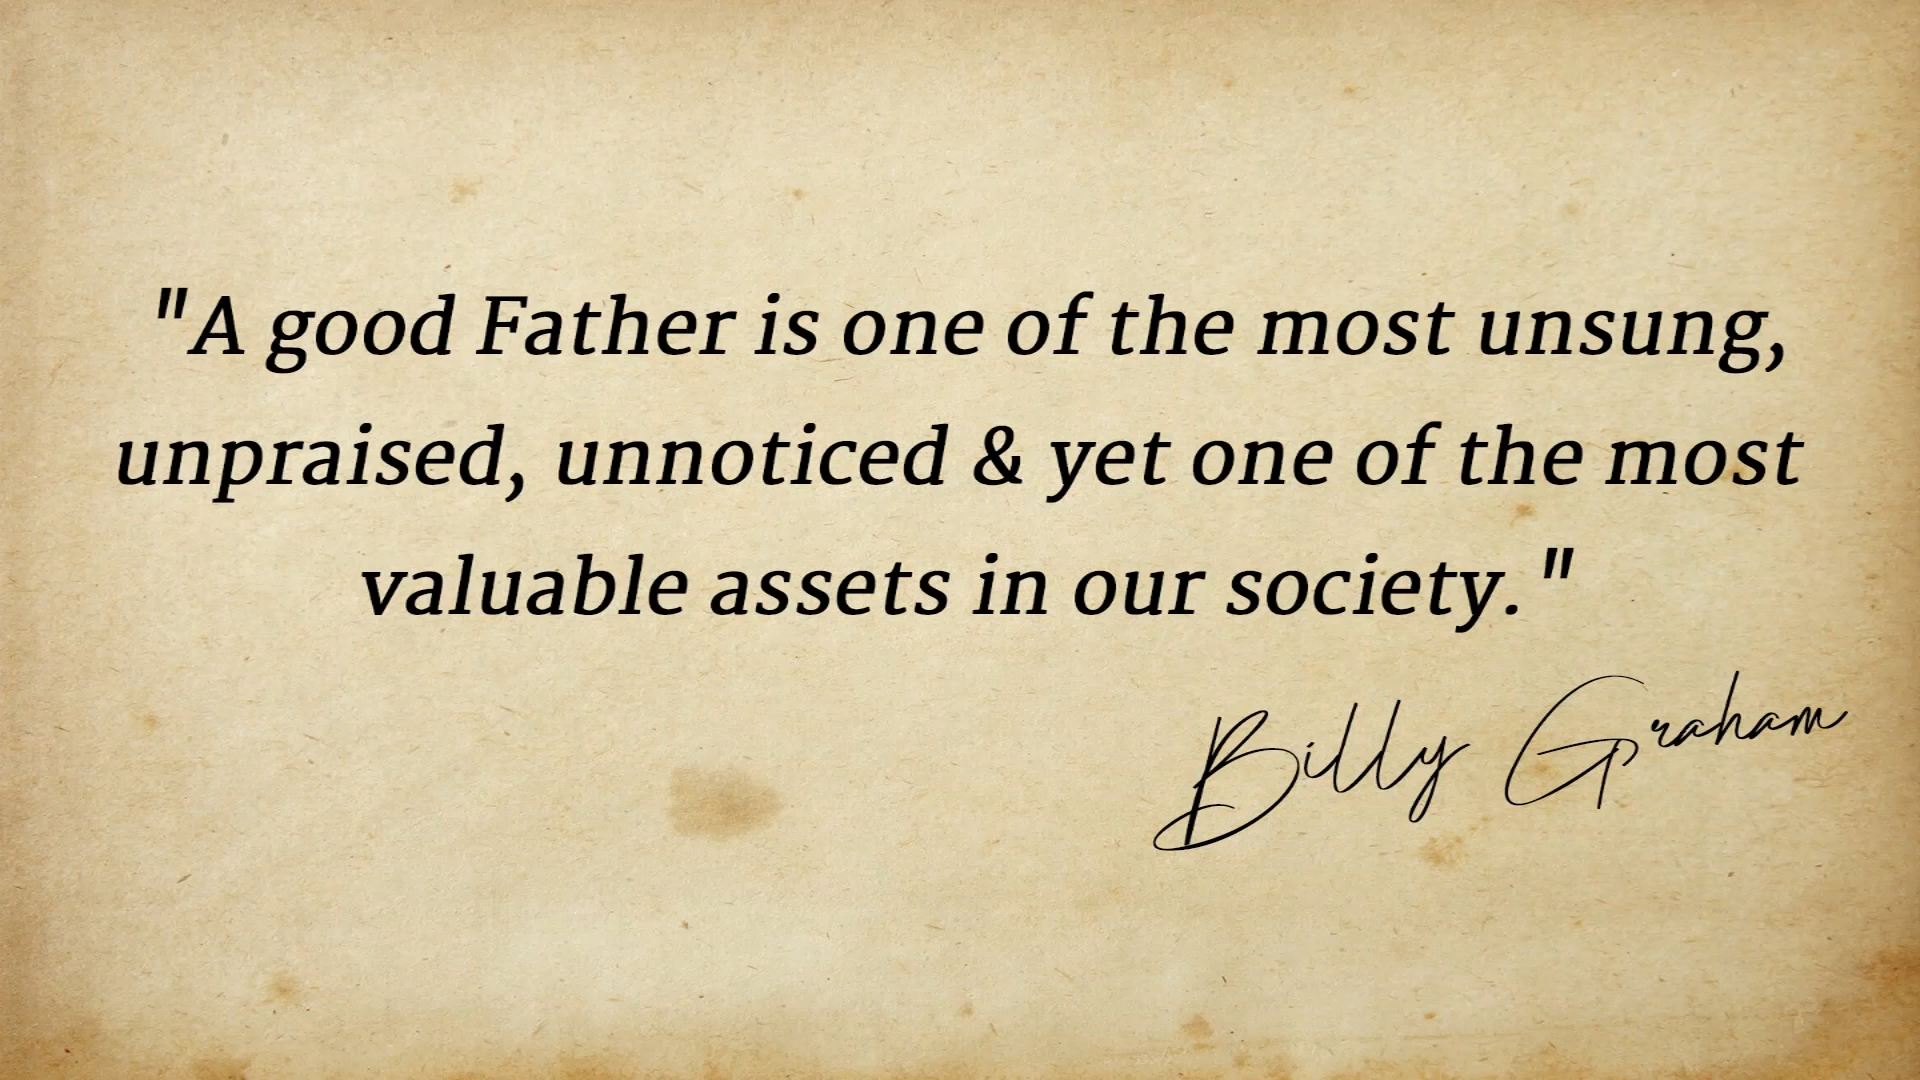 "A good Father is one of the most unsung,
unpraised, unnoticed & yet one of the most
valuable assets in our society."
Billy Graham